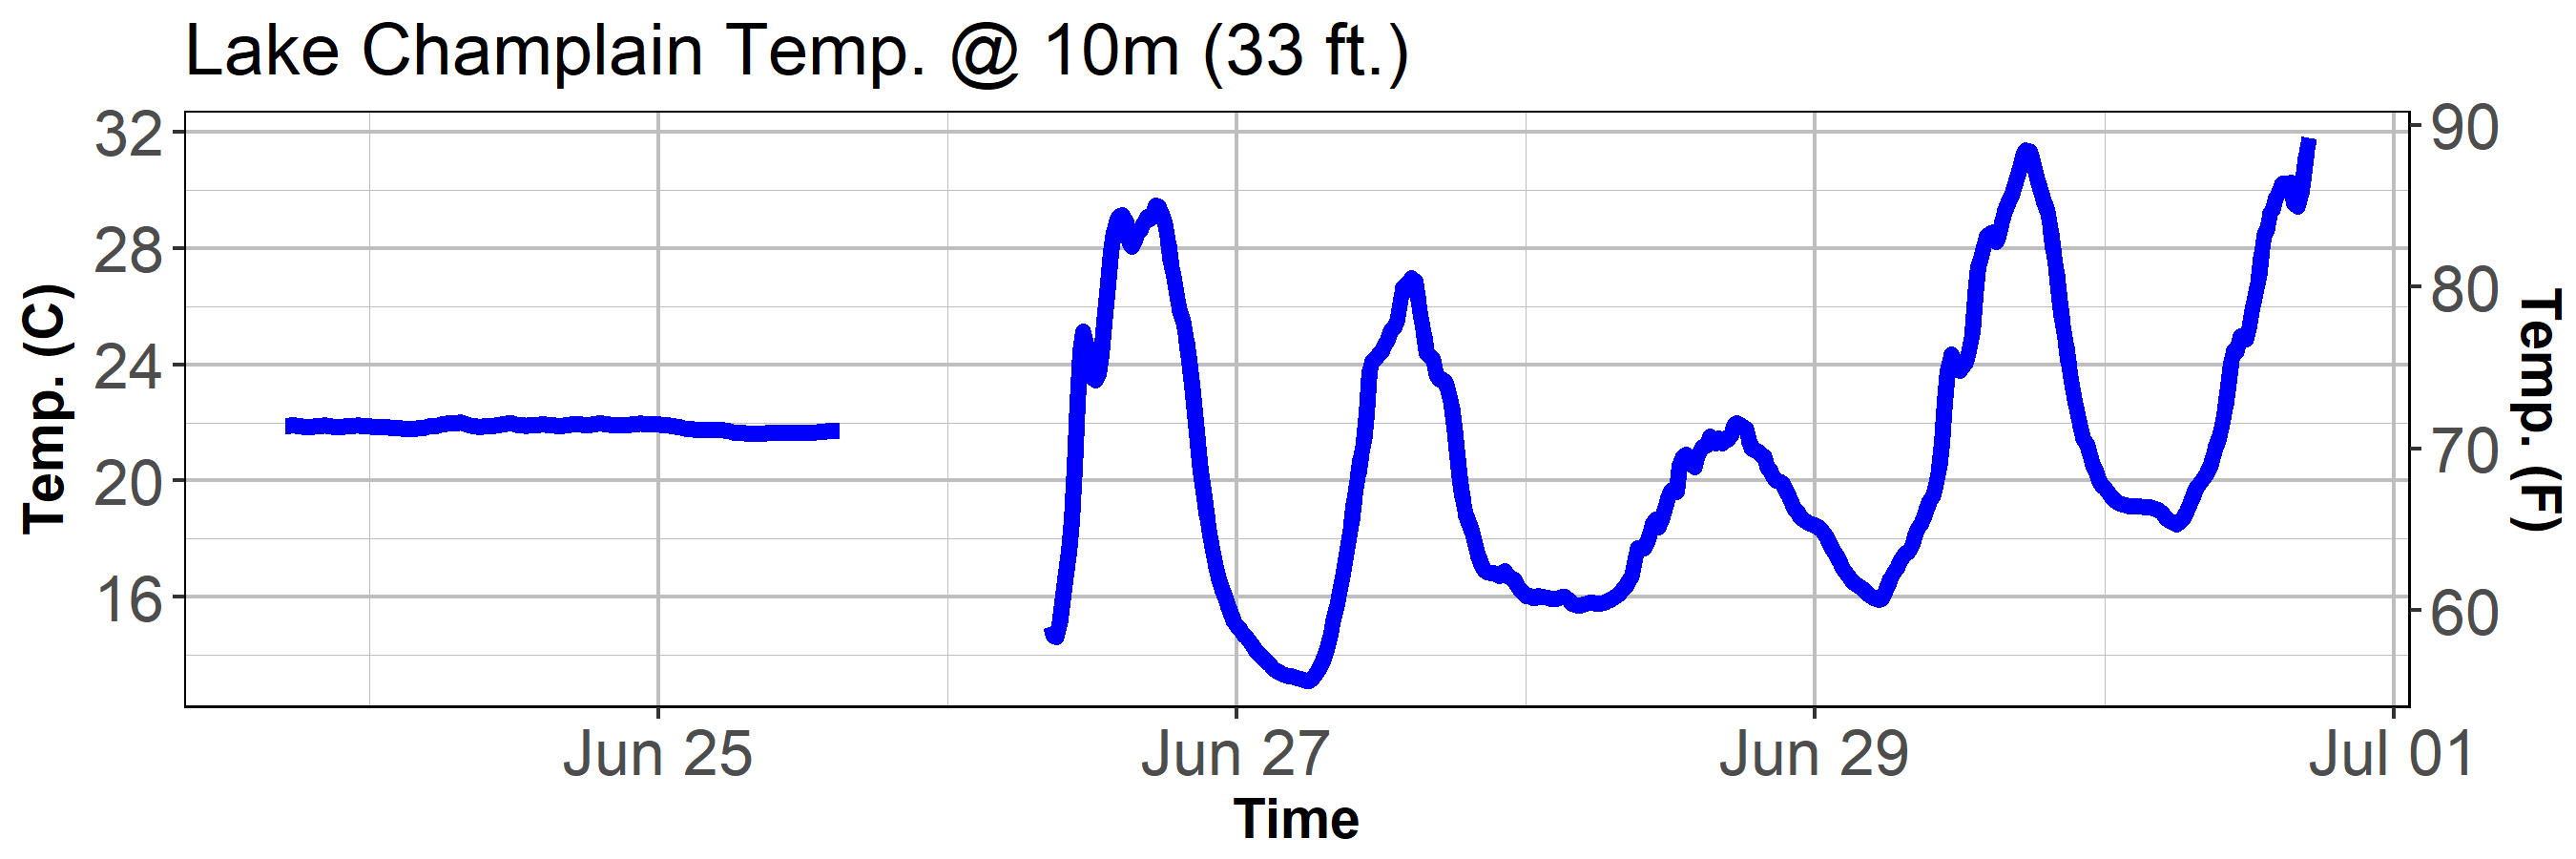 Lake Champlain Temp. @ 10m (33 ft.)
32
28
24
20
16
Temp. (C)
90
80
70
60
Temp. (F)
Jun 25 Jun 27 Jun 29 Jul 01
Time